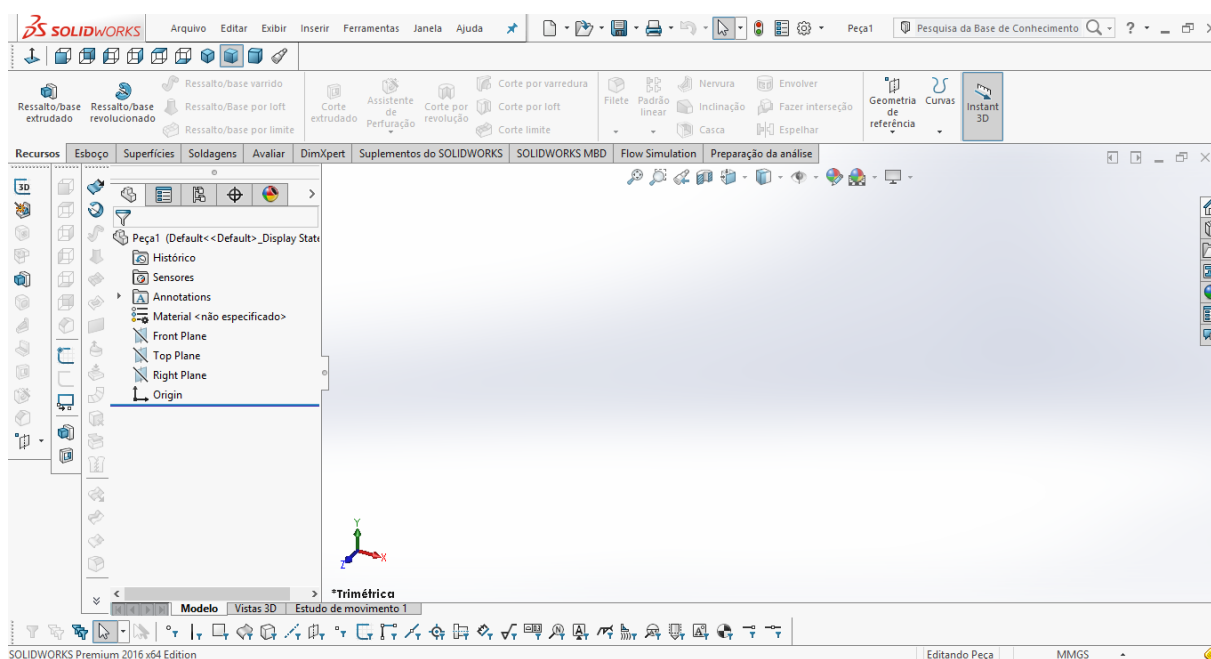 SOLIDWORKS Arquivo Editar Exibir Inserir Ferramentas Janela Ajuda Peça1 Pesquisa da Base de Conhecimento ?
Ressalto/base extrudado
Ressalto/base revolucionado
Ressalto/base varrido
Ressalto/base por loft
Ressalto/base por limite
Corte extrudado
Assistente de Perfuração
Corte por revolução
Corte por varredura
Corte por loft
Corte limite
Filete
Padrão linear
Nervura
Inclinação
Casca
Envolver
Fazer interseção
Espelhar
Geometria de referência
Curvas
Instant 3D
Recursos Esboço Superfícies Soldagens Avaliar DimXpert Suplementos do SOLIDWORKS SOLIDWORKS MBD Flow Simulation Preparação da análise
3D
Peça1 (Default<<Default>_Display State
Histórico
Sensores
A Annotations
Material <não especificado>
Front Plane
Top Plane
Right Plane
Origin
Y
X
Z
*Trimétrica
Modelo Vistas 3D Estudo de movimento 1
SOLIDWORKS Premium 2016 x64 Edition Editando Peça MMGS